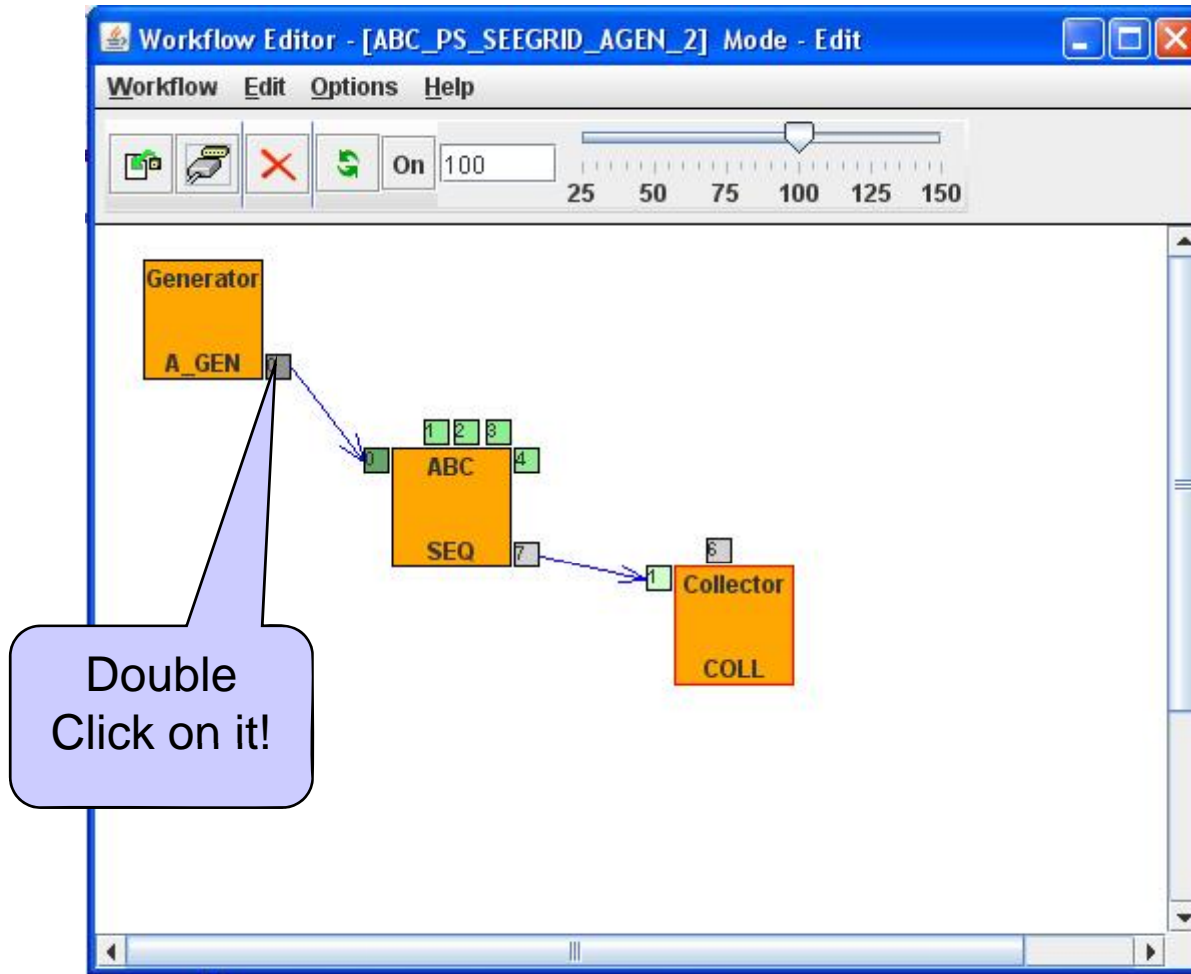 Workflow Editor - [ABC_PS_SEEGRID_AGEN_2] Mode - Edit
Workflow Edit Options Help
On 100
25 50 75 100 125 150
Generator
A_GEN
0
1 2 3
ABC
4
SEQ
7
6
1
Collector
COLL
Double
Click on it!